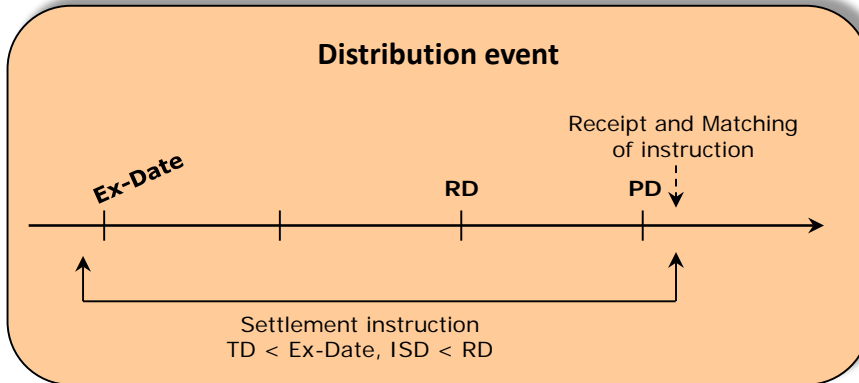 Distribution event
Receipt and Matching
of instruction
Ex-Date
RD
PD
Settlement instruction
TD < Ex-Date, ISD < RD